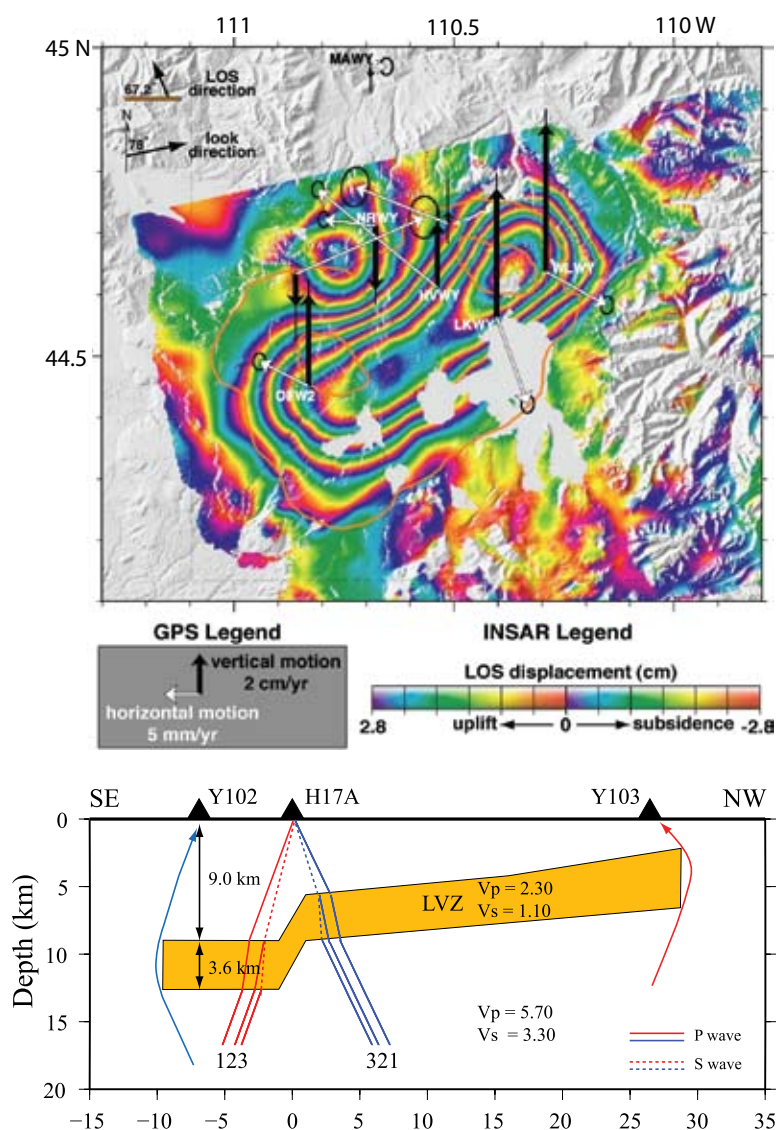 111 110.5 110 W
45 N
MAWY
67.2° LOS
direction
N
78° look
direction
NRWY
HVWY
WLWY
LKWY
44.5
OFW2
GPS Legend
vertical motion
2 cm/yr
horizontal motion
5 mm/yr
INSAR Legend
LOS displacement (cm)
2.8 uplift 0 subsidence -2.8
SE Y102 H17A Y103 NW
0
9.0 km
5
LVZ Vp = 2.30
Vs = 1.10
10
3.6 km
Depth (km)
15
Vp = 5.70
Vs = 3.30
P wave
123 321
S wave
20
−15 −10 −5 0 5 10 15 20 25 30 35